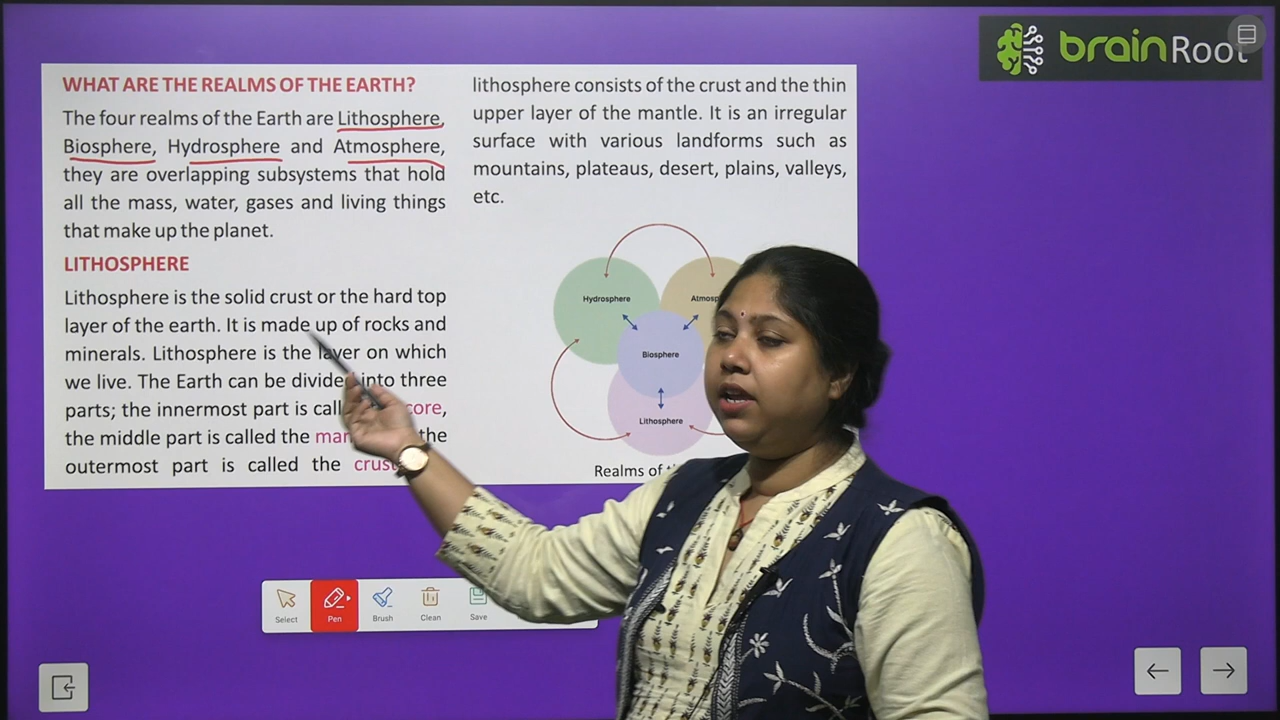 brainRoot
WHAT ARE THE REALMS OF THE EARTH?
The four realms of the Earth are Lithosphere,
Biosphere, Hydrosphere and Atmosphere,
they are overlapping subsystems that hold
all the mass, water, gases and living things
that make up the planet.
LITHOSPHERE
Lithosphere is the solid crust or the hard top
layer of the earth. It is made up of rocks and
minerals. Lithosphere is the layer on which
we live. The Earth can be divided into three
parts; the innermost part is core,
the middle part is called the the
outermost part is called the crust
lithosphere consists of the crust and the thin
upper layer of the mantle. It is an irregular
surface with various landforms such as
mountains, plateaus, desert, plains, valleys,
etc.
Hydrosphere
Biosphere
Lithosphere
Realms of
Select
Pen
Brush
Clean
Save